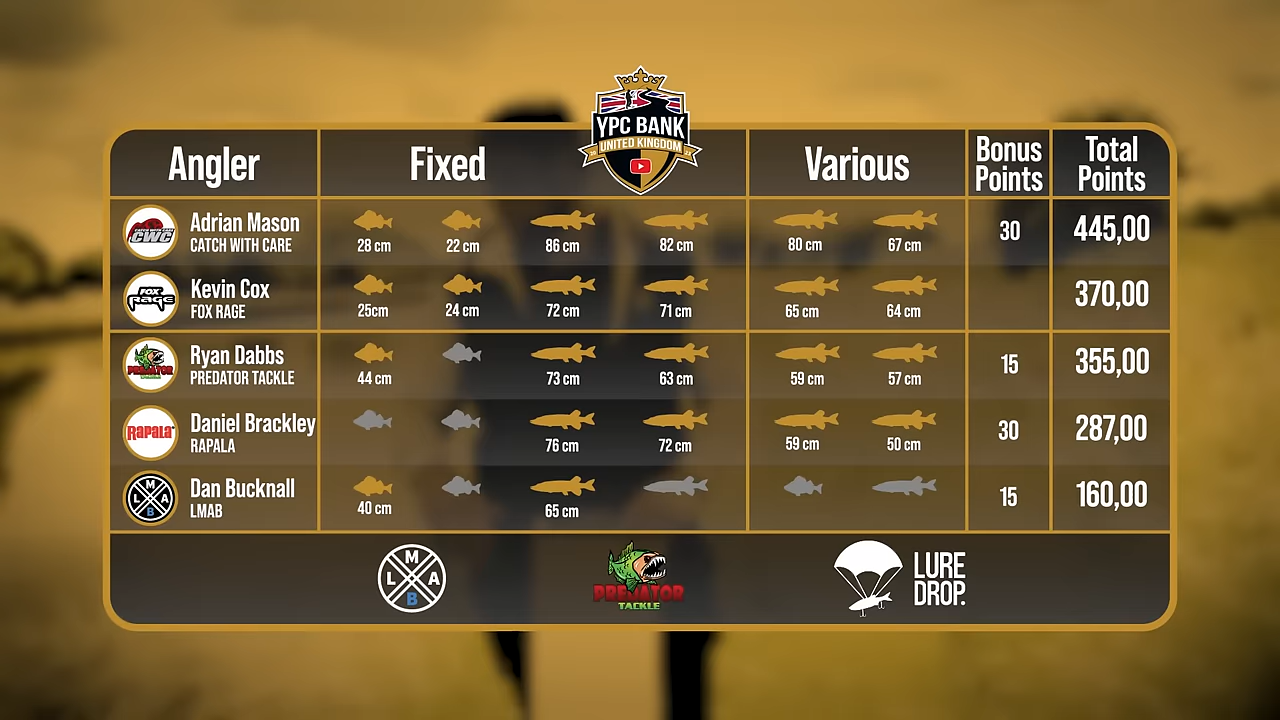 YPC BANK
UNITED KINGDOM
Angler
Fixed
Various
Bonus
Points
Total
Points
CWC
Adrian Mason
CATCH WITH CARE
28 cm
22 cm
86 cm
82 cm
80 cm
67 cm
30
445,00
FOX
RAGE
Kevin Cox
FOX RAGE
25cm
24 cm
72 cm
71 cm
65 cm
64 cm
370,00
PREDATOR
Ryan Dabbs
PREDATOR TACKLE
44 cm
73 cm
63 cm
59 cm
57 cm
15
355,00
RAPALA
Daniel Brackley
RAPALA
76 cm
72 cm
59 cm
50 cm
30
287,00
L M A B
Dan Bucknall
LMAB
40 cm
65 cm
15
160,00
L M A B
PREDATOR
TACKLE
LURE
DROP.